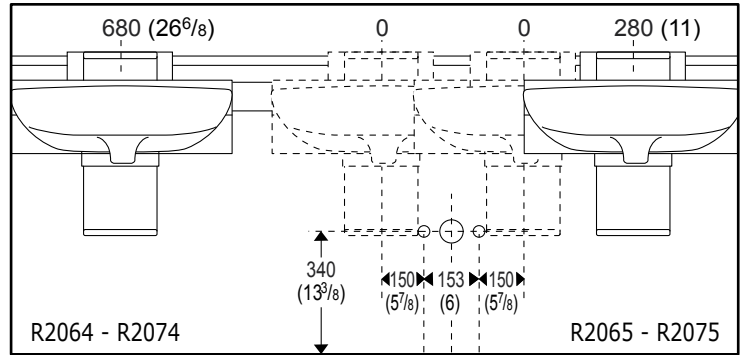 680 (26⁶/₈) 0 0 280 (11)
340
(13³/₈)
150 153 150
(5⁷/₈) (6) (5⁷/₈)
R2064 - R2074 R2065 - R2075